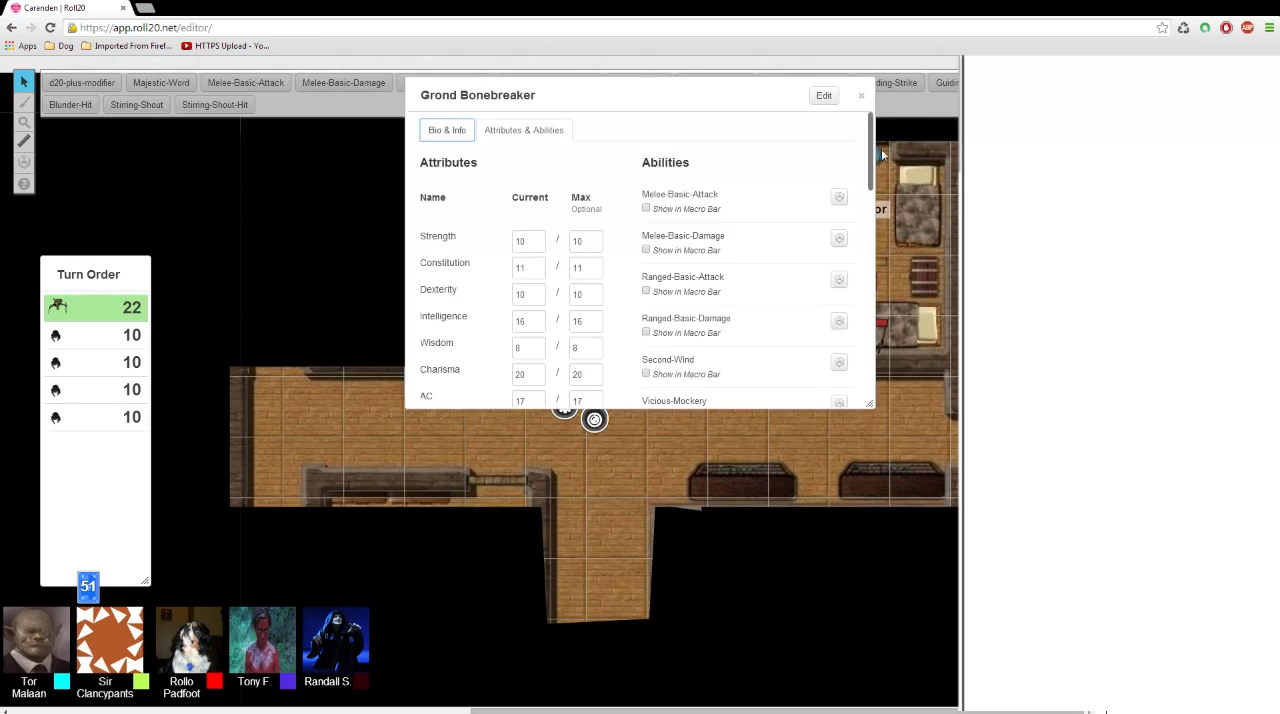 Caranden | Roll20
https://app.roll20.net/editor/
Apps Dog Imported From Firef... HTTPS Upload - Yo...
d20-plus-modifier Majestic-Word Melee-Basic-Attack Melee-Basic-Damage ding-Strike Guidin
Blunder-Hit Stirring-Shout Stirring-Shout-Hit
Grond Bonebreaker
Edit
Bio & Info Attributes & Abilities
Attributes
Name Current Max
Optional
Strength 10 / 10
Constitution 11 / 11
Dexterity 10 / 10
Intelligence 16 / 16
Wisdom 8 / 8
Charisma 20 / 20
AC 17 / 17
Abilities
Melee-Basic-Attack
Show in Macro Bar
Melee-Basic-Damage
Show in Macro Bar
Ranged-Basic-Attack
Show in Macro Bar
Ranged-Basic-Damage
Show in Macro Bar
Second-Wind
Show in Macro Bar
Vicious-Mockery
or
Turn Order
22
10
10
10
10
51
Tor
Malaan
Sir
Clancypants
Rollo
Padfoot
Tony F.
Randall S.